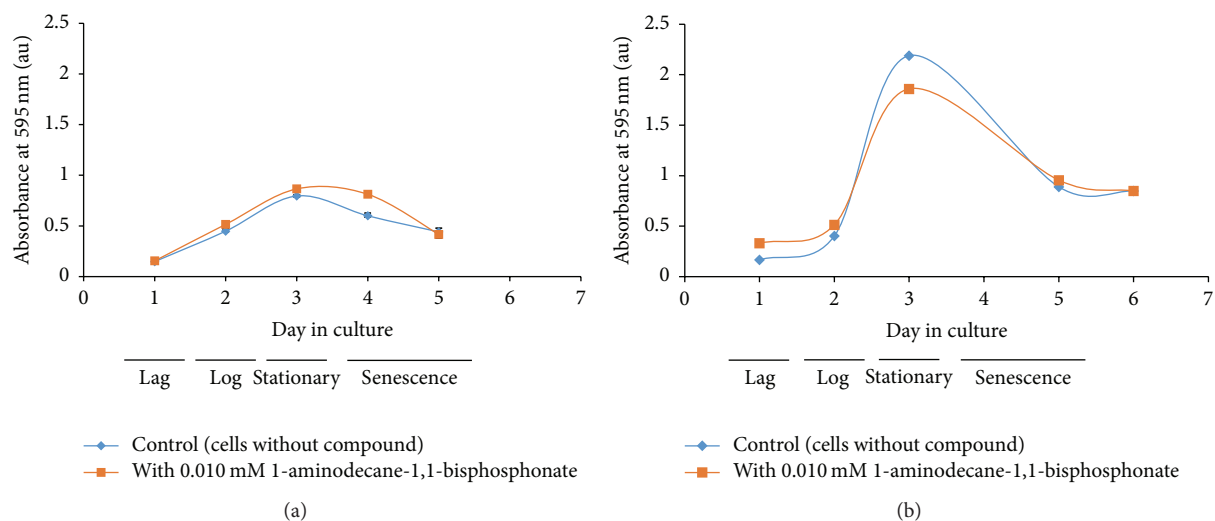 2.5
2
1.5
1
0.5
0
Absorbance at 595 nm (au)
0 1 2 3 4 5 6 7
Day in culture
Lag Log Stationary Senescence
Control (cells without compound)
With 0.010 mM 1-aminodecane-1,1-bisphosphonate
(a)
2.5
2
1.5
1
0.5
0
Absorbance at 595 nm (au)
0 1 2 3 4 5 6 7
Day in culture
Lag Log Stationary Senescence
Control (cells without compound)
With 0.010 mM 1-aminodecane-1,1-bisphosphonate
(b)